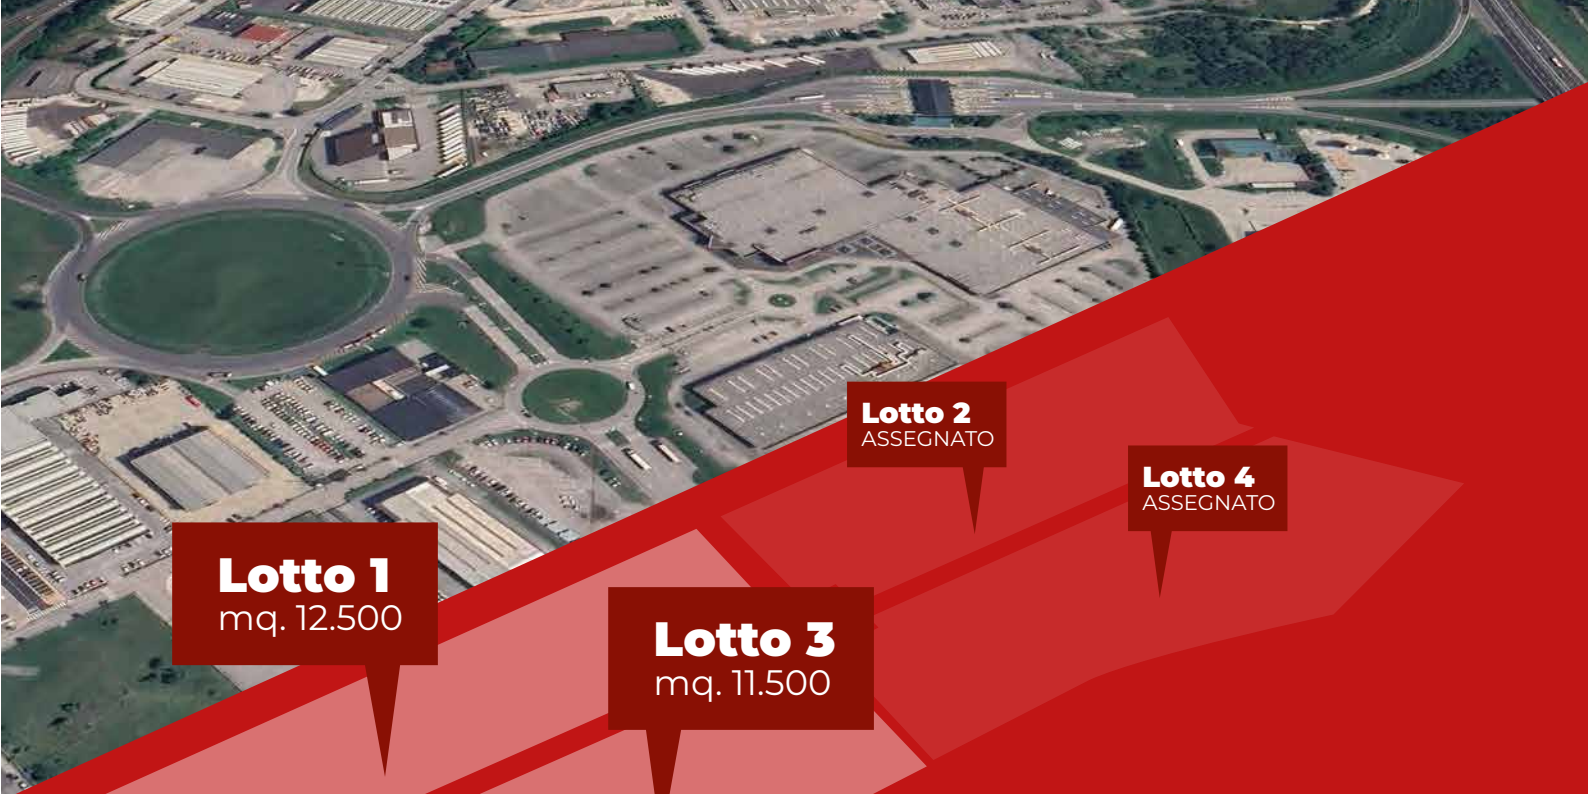 Lotto 2
ASSEGNATO
Lotto 4
ASSEGNATO
Lotto 1
mq. 12.500
Lotto 3
mq. 11.500